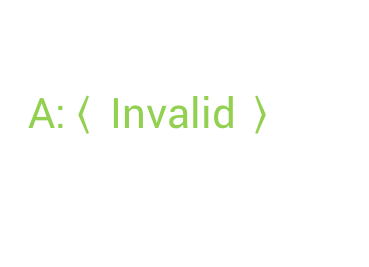 A: ⟨ Invalid ⟩